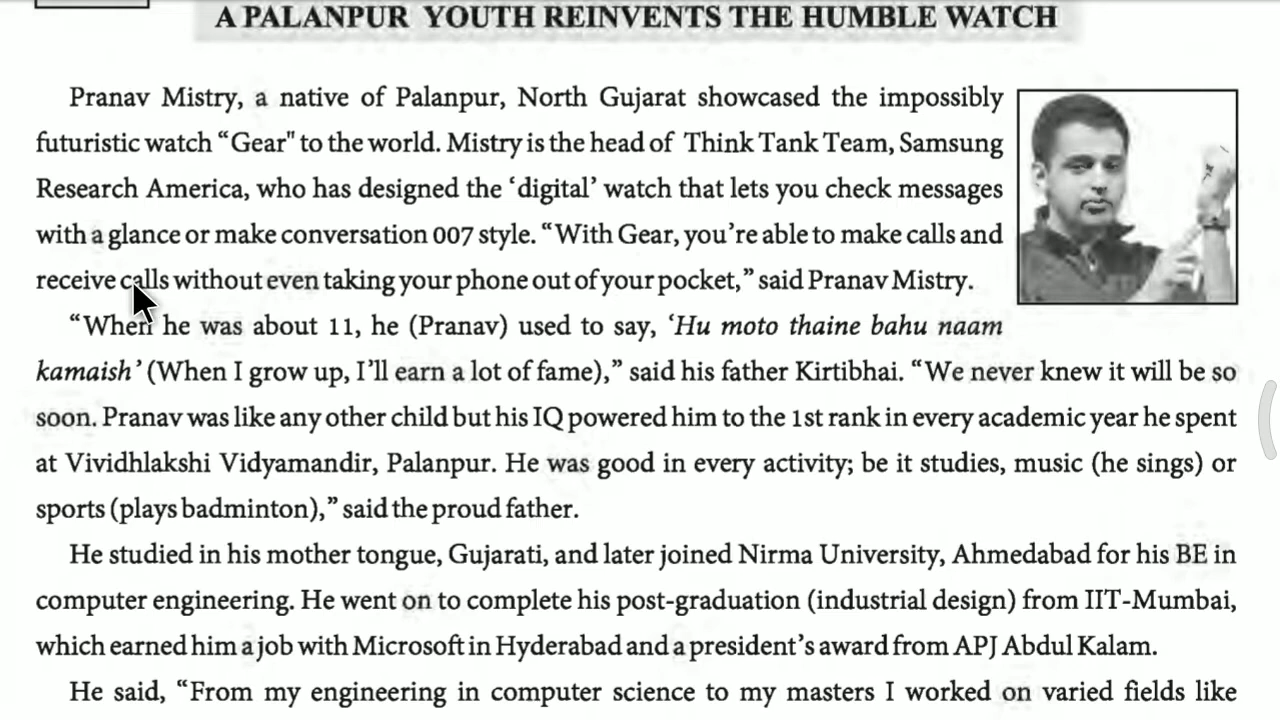 A PALANPUR YOUTH REINVENTS THE HUMBLE WATCH
Pranav Mistry, a native of Palanpur, North Gujarat showcased the impossibly
futuristic watch “Gear" to the world. Mistry is the head of Think Tank Team, Samsung
Research America, who has designed the ‘digital’ watch that lets you check messages
with a glance or make conversation 007 style. “With Gear, you’re able to make calls and
receive calls without even taking your phone out of your pocket,” said Pranav Mistry.
“When he was about 11, he (Pranav) used to say, ‘Hu moto thaine bahu naam
kamaish’ (When I grow up, I’ll earn a lot of fame),” said his father Kirtibhai. “We never knew it will be so
soon. Pranav was like any other child but his IQ powered him to the 1st rank in every academic year he spent
at Vividhlakshi Vidyamandir, Palanpur. He was good in every activity; be it studies, music (he sings) or
sports (plays badminton),” said the proud father.
He studied in his mother tongue, Gujarati, and later joined Nirma University, Ahmedabad for his BE in
computer engineering. He went on to complete his post-graduation (industrial design) from IIT-Mumbai,
which earned him a job with Microsoft in Hyderabad and a president’s award from APJ Abdul Kalam.
He said, “From my engineering in computer science to my masters I worked on varied fields like